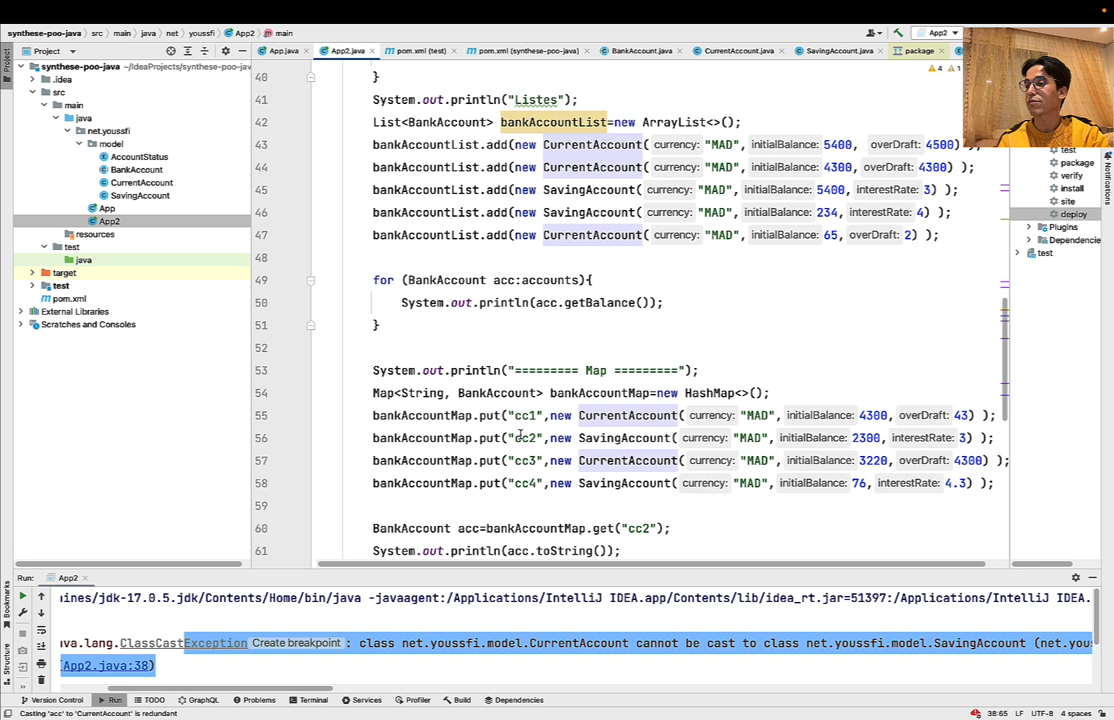 synthese-poo-java › src › main › java › net › youssfi › App2 › main
App2
Project
App.java
App2.java
pom.xml (test)
pom.xml (synthese-poo-java)
BankAccount.java
CurrentAccount.java
SavingAccount.java
package
4 1
synthese-poo-java ~/IdeaProjects/synthese-poo-jav
.idea
src
main
java
net.youssfi
model
AccountStatus
BankAccount
CurrentAccount
SavingAccount
App
App2
resources
test
java
target
test
pom.xml
External Libraries
Scratches and Consoles
40 }
41 System.out.println("Listes");
42 List<BankAccount> bankAccountList=new ArrayList<>();
43 bankAccountList.add(new CurrentAccount( currency: "MAD", initialBalance: 5400, overDraft: 4500) );
44 bankAccountList.add(new CurrentAccount( currency: "MAD", initialBalance: 4300, overDraft: 4300) );
45 bankAccountList.add(new SavingAccount( currency: "MAD", initialBalance: 5400, interestRate: 3) );
46 bankAccountList.add(new SavingAccount( currency: "MAD", initialBalance: 234, interestRate: 4) );
47 bankAccountList.add(new CurrentAccount( currency: "MAD", initialBalance: 65, overDraft: 2) );
48
49 for (BankAccount acc:accounts){
50 System.out.println(acc.getBalance());
51 }
52
53 System.out.println("========= Map =========");
54 Map<String, BankAccount> bankAccountMap=new HashMap<>();
55 bankAccountMap.put("cc1",new CurrentAccount( currency: "MAD", initialBalance: 4300, overDraft: 43) );
56 bankAccountMap.put("cc2",new SavingAccount( currency: "MAD", initialBalance: 2300, interestRate: 3) );
57 bankAccountMap.put("cc3",new CurrentAccount( currency: "MAD", initialBalance: 3220, overDraft: 4300) );
58 bankAccountMap.put("cc4",new SavingAccount( currency: "MAD", initialBalance: 76, interestRate: 4.3) );
59
60 BankAccount acc=bankAccountMap.get("cc2");
61 System.out.println(acc.toString());
test
package
verify
install
site
deploy
Plugins
Dependencie
test
Notifications
Project
Bookmarks
Structure
Run: App2
ines/jdk-17.0.5.jdk/Contents/Home/bin/java -javaagent:/Applications/IntelliJ IDEA.app/Contents/lib/idea_rt.jar=51397:/Applications/IntelliJ IDEA.
va.lang.ClassCastException Create breakpoint : class net.youssfi.model.CurrentAccount cannot be cast to class net.youssfi.model.SavingAccount (net.you
App2.java:38)
Version Control
Run
TODO
GraphQL
Problems
Terminal
Services
Profiler
Build
Dependencies
Casting 'acc' to 'CurrentAccount' is redundant
38:65 LF UTF-8 4 spaces